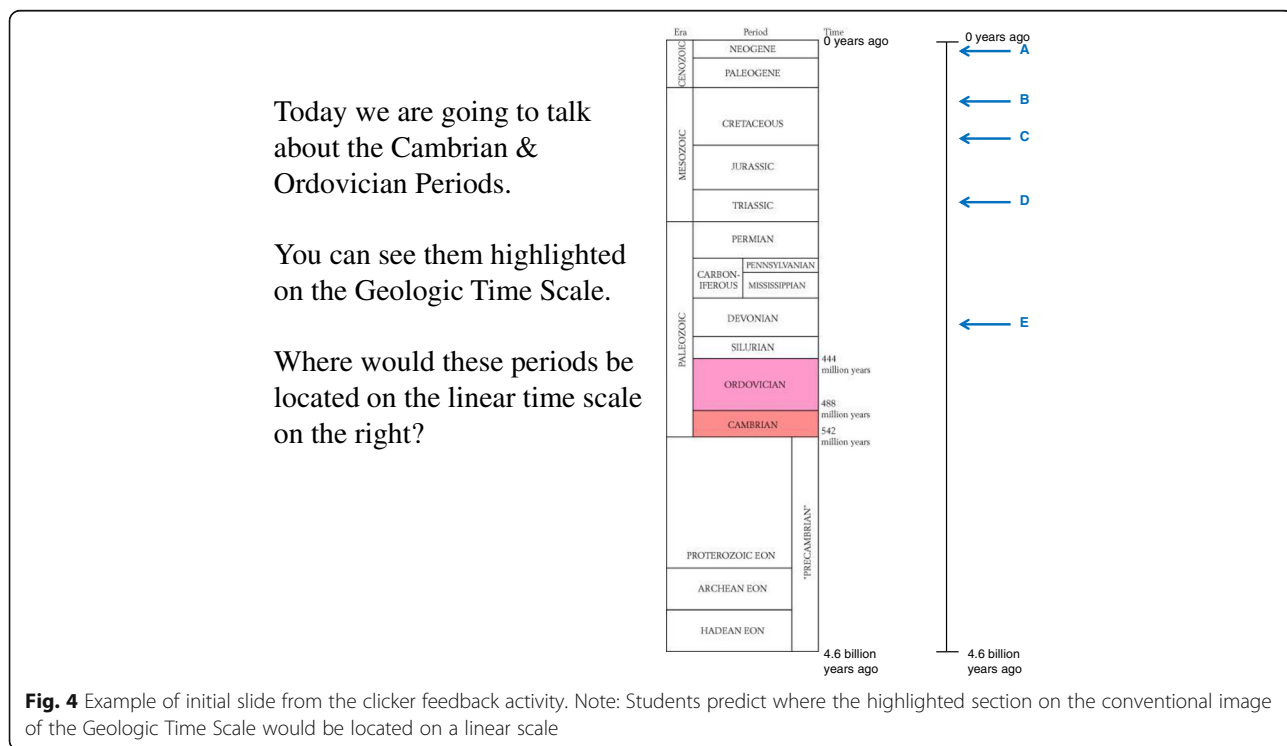 Today we are going to talk
about the Cambrian &
Ordovician Periods.
You can see them highlighted
on the Geologic Time Scale.
Where would these periods be
located on the linear time scale
on the right?
Era
Period
Time
CENOZOIC
NEOGENE
PALEOGENE
MESOZOIC
CRETACEOUS
JURASSIC
TRIASSIC
PALEOZOIC
PERMIAN
CARBON-
IFEROUS
PENNSYLVANIAN
MISSISSIPPIAN
DEVONIAN
SILURIAN
ORDOVICIAN
CAMBRIAN
"PRECAMBRIAN"
PROTEROZOIC EON
ARCHEAN EON
HADEAN EON
0 years ago
444
million years
488
million years
542
million years
4.6 billion
years ago
0 years ago
A
B
C
D
E
4.6 billion
years ago
Fig. 4 Example of initial slide from the clicker feedback activity. Note: Students predict where the highlighted section on the conventional image
of the Geologic Time Scale would be located on a linear scale